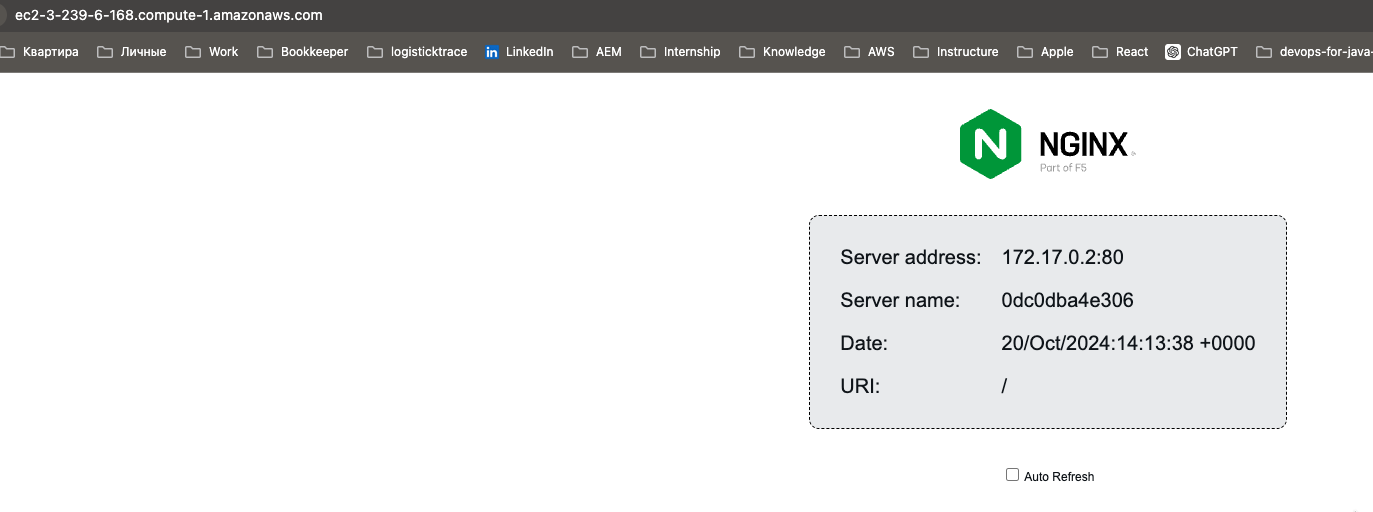 ec2-3-239-6-168.compute-1.amazonaws.com
Квартира Личные Work Bookkeeper logisticktrace LinkedIn AEM Internship Knowledge AWS Instructure Apple React ChatGPT devops-for-java-
NGINX
Part of F5
Server address: 172.17.0.2:80
Server name: 0dc0dba4e306
Date: 20/Oct/2024:14:13:38 +0000
URI: /
Auto Refresh